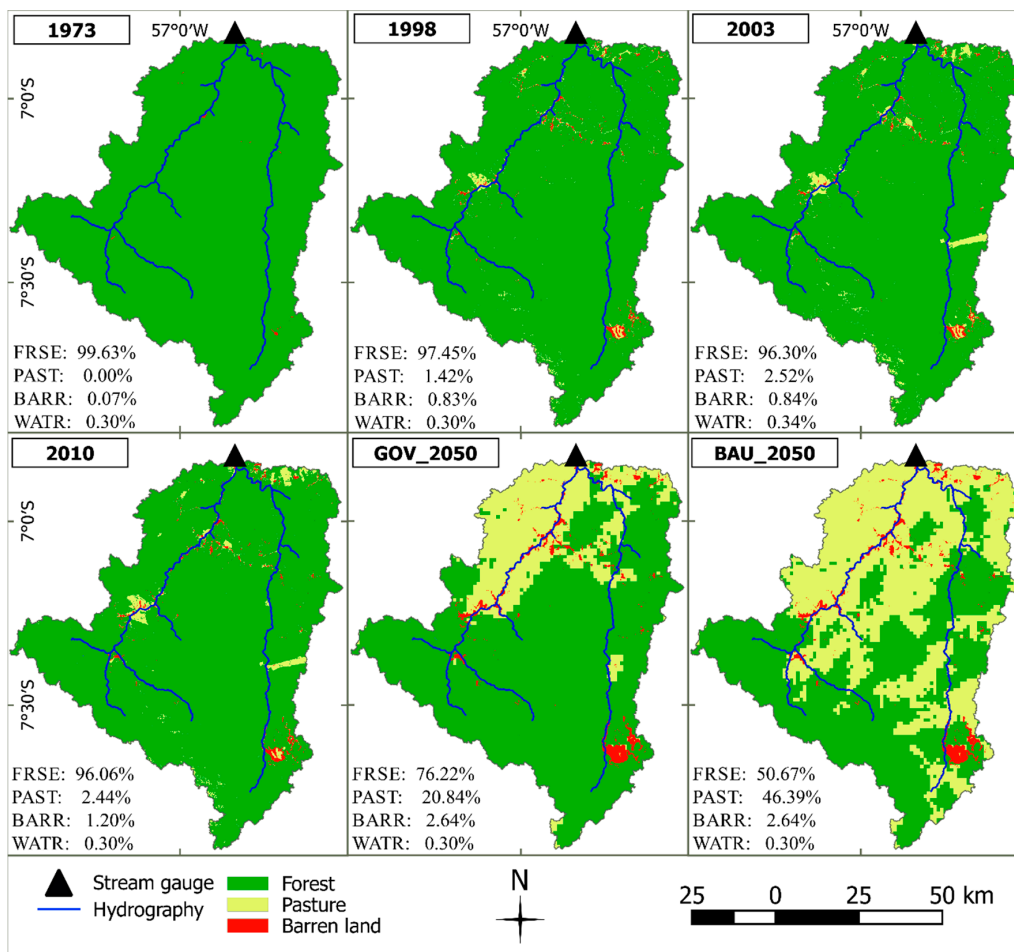 1973
57°0'W
1998
57°0'W
2003
57°0'W
7°0'S
7°30'S
FRSE: 99.63%
PAST: 0.00%
BARR: 0.07%
WATR: 0.30%
FRSE: 97.45%
PAST: 1.42%
BARR: 0.83%
WATR: 0.30%
FRSE: 96.30%
PAST: 2.52%
BARR: 0.84%
WATR: 0.34%
2010
GOV_2050
BAU_2050
7°0'S
7°30'S
FRSE: 96.06%
PAST: 2.44%
BARR: 1.20%
WATR: 0.30%
FRSE: 76.22%
PAST: 20.84%
BARR: 2.64%
WATR: 0.30%
FRSE: 50.67%
PAST: 46.39%
BARR: 2.64%
WATR: 0.30%
Stream gauge
Hydrography
Forest
Pasture
Barren land
N
25 0 25 50 km